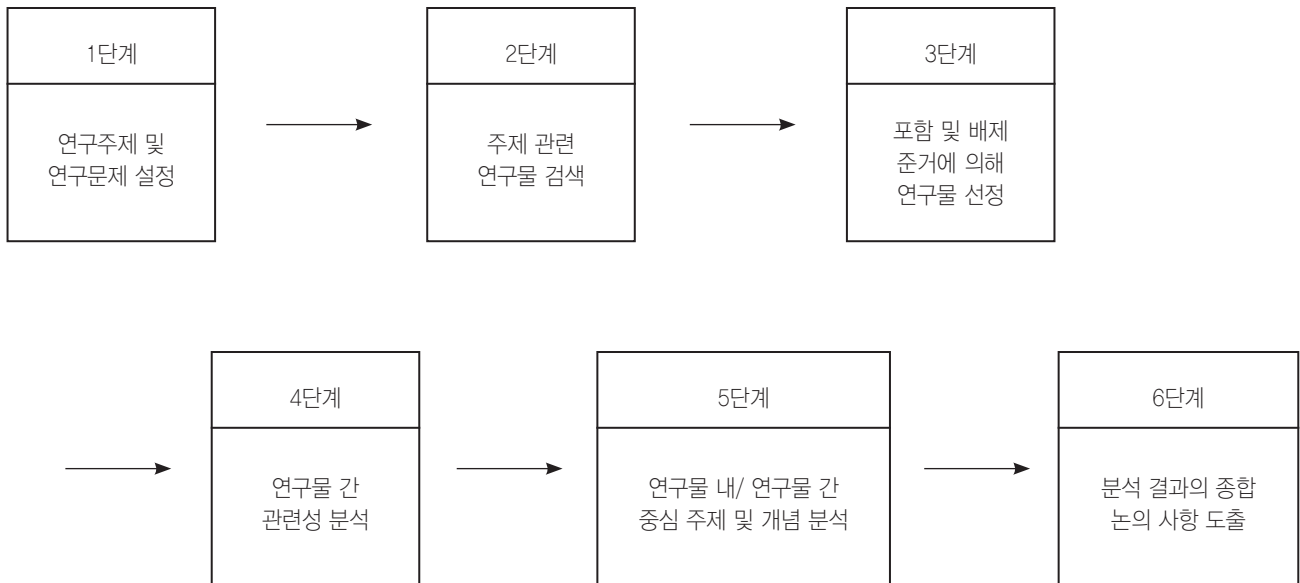 1단계
연구주제 및
연구문제 설정
2단계
주제 관련
연구물 검색
3단계
포함 및 배제
준거에 의해
연구물 선정
4단계
연구물 간
관련성 분석
5단계
연구물 내/ 연구물 간
중심 주제 및 개념 분석
6단계
분석 결과의 종합
논의 사항 도출